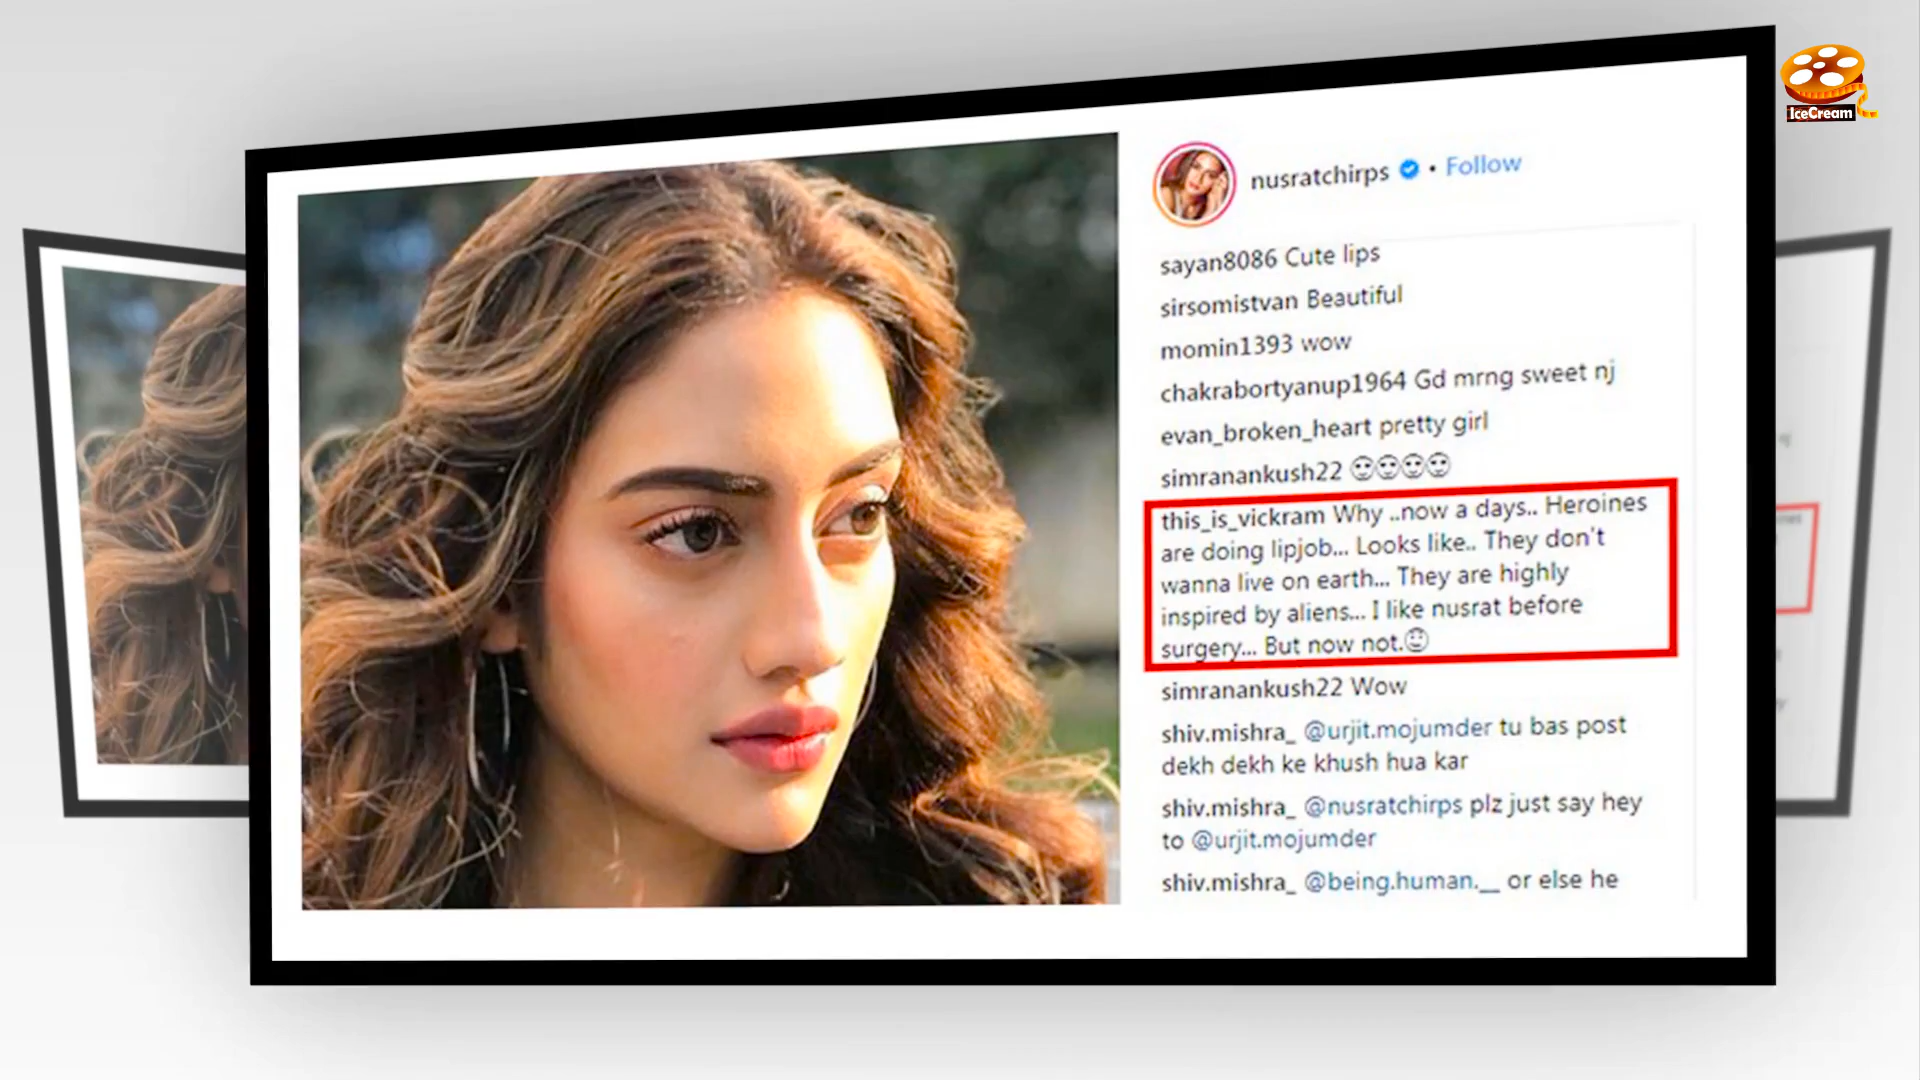 IceCream
nusratchirps • Follow
sayan8086 Cute lips
sirsomistvan Beautiful
momin1393 wow
chakrabortyanup1964 Gd mrng sweet nj
evan_broken_heart pretty girl
simranankush22 😍😍😍😍
this_is_vickram Why ..now a days.. Heroines
are doing lipjob... Looks like.. They don't
wanna live on earth... They are highly
inspired by aliens... I like nusrat before
surgery... But now not.🙂
simranankush22 Wow
shiv.mishra_ @urjit.mojumder tu bas post
dekh dekh ke khush hua kar
shiv.mishra_ @nusratchirps plz just say hey
to @urjit.mojumder
shiv.mishra_ @being.human.__ or else he